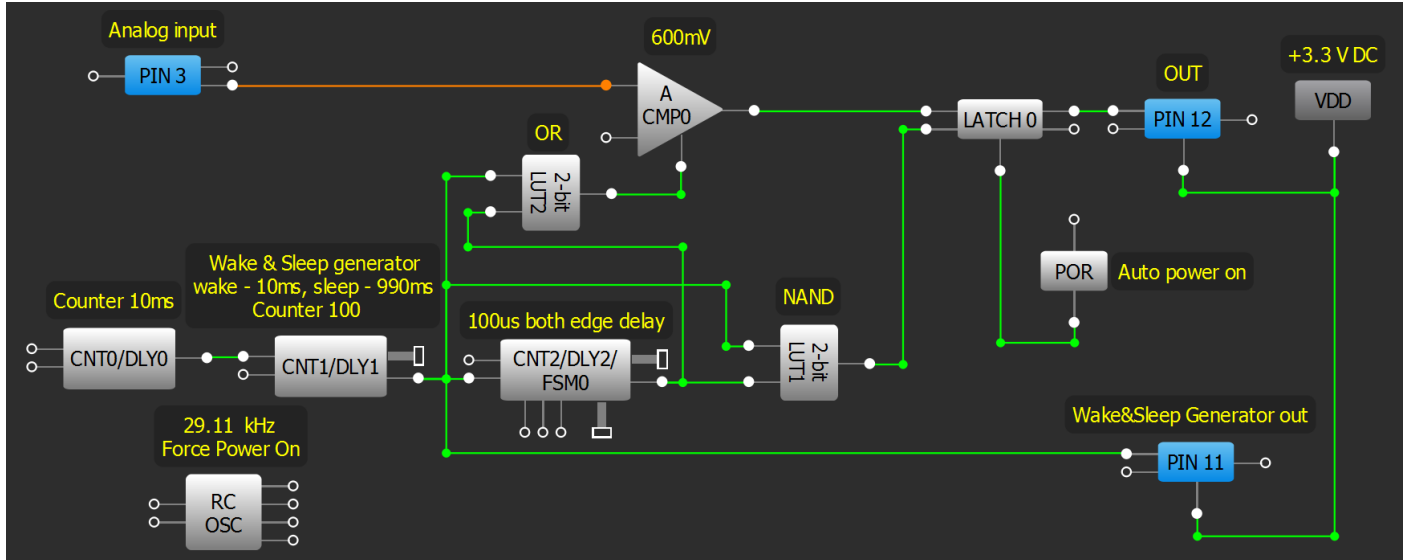 Analog input
PIN 3
600mV
A
CMP0
OR
2-bit
LUT2
LATCH 0
OUT
PIN 12
+3.3 V DC
VDD
Wake & Sleep generator
wake - 10ms, sleep - 990ms
Counter 100
Counter 10ms
CNT0/DLY0
CNT1/DLY1
100us both edge delay
CNT2/DLY2/
FSM0
NAND
2-bit
LUT1
POR
Auto power on
29.11 kHz
Force Power On
RC
OSC
Wake&Sleep Generator out
PIN 11